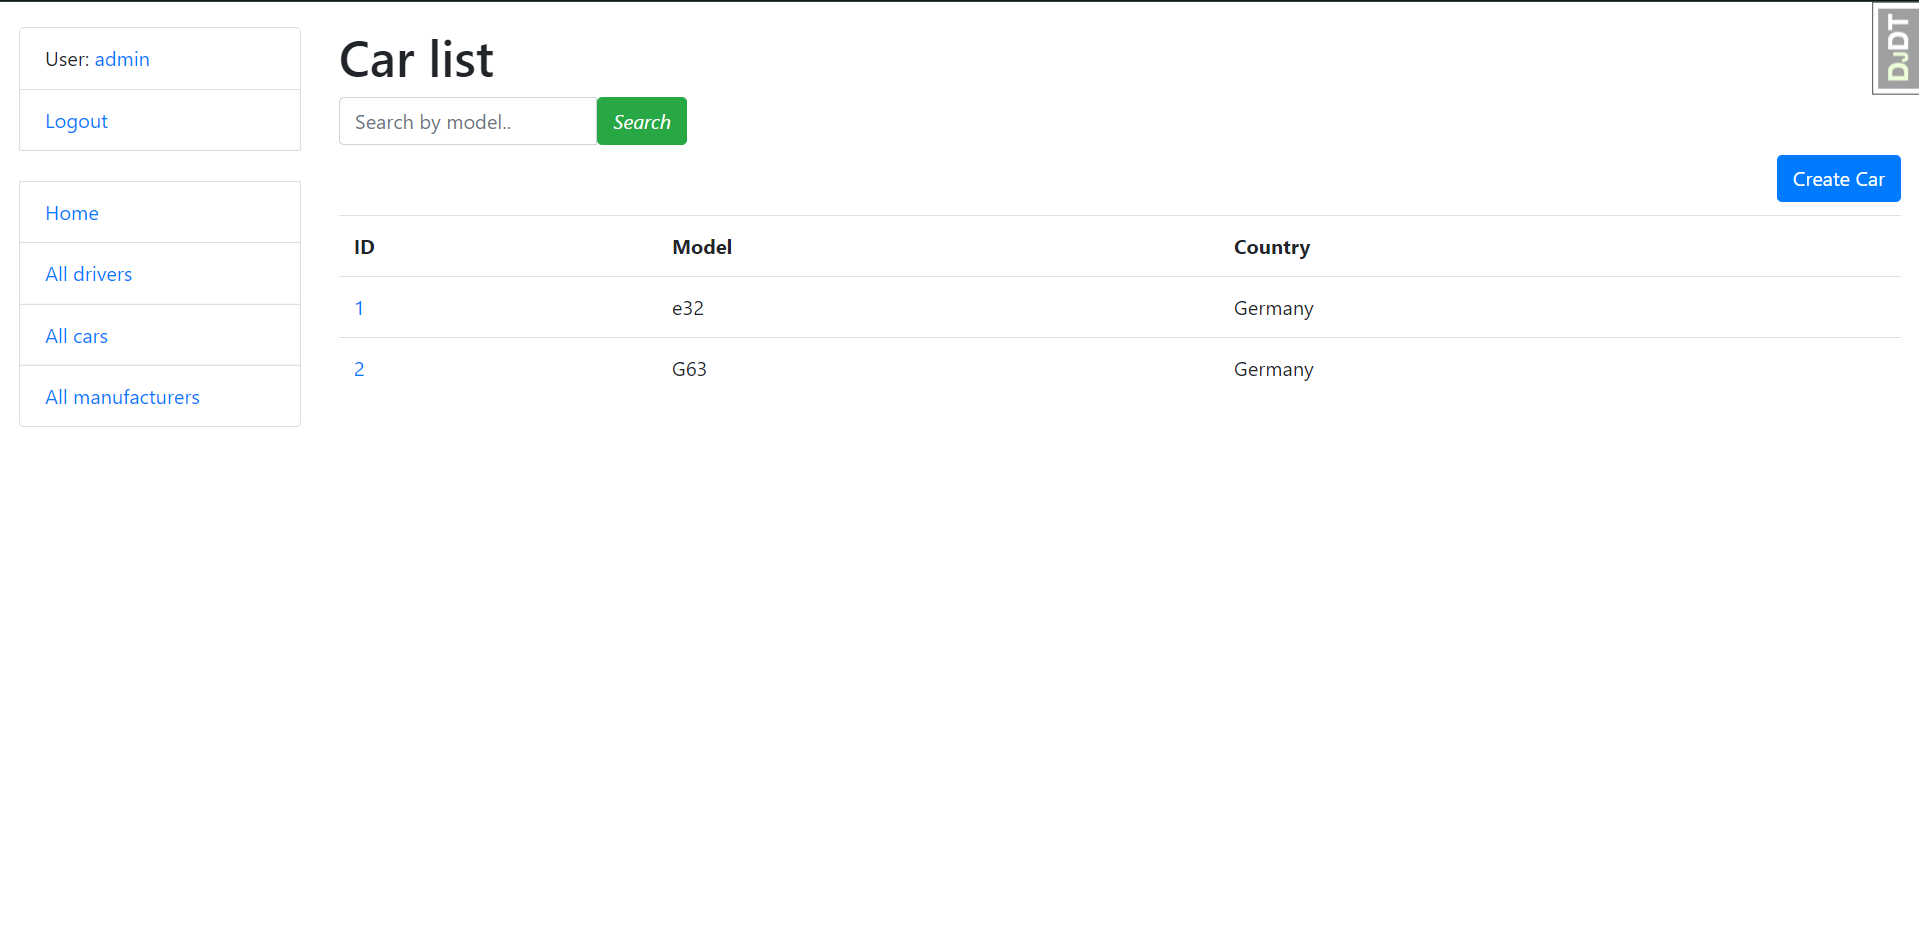 User: admin
Logout
Home
All drivers
All cars
All manufacturers
Car list
Search by model..
Search
Create Car
ID Model Country
1 e32 Germany
2 G63 Germany
DjDT